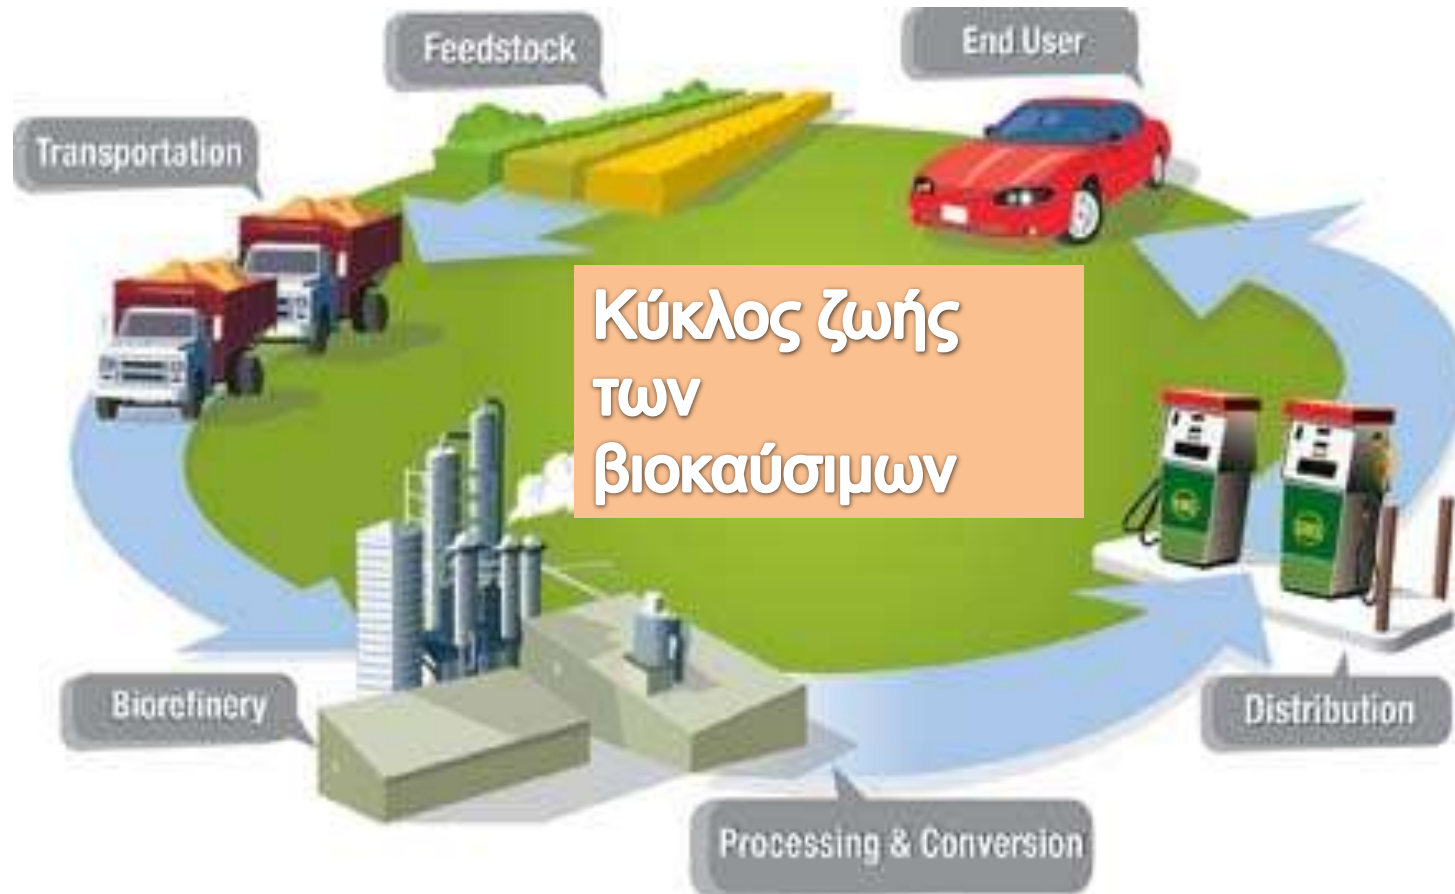 Feedstock
End User
Transportation
Κύκλος ζωής
των
βιοκαύσιμων
Biorefinery
Distribution
Processing & Conversion